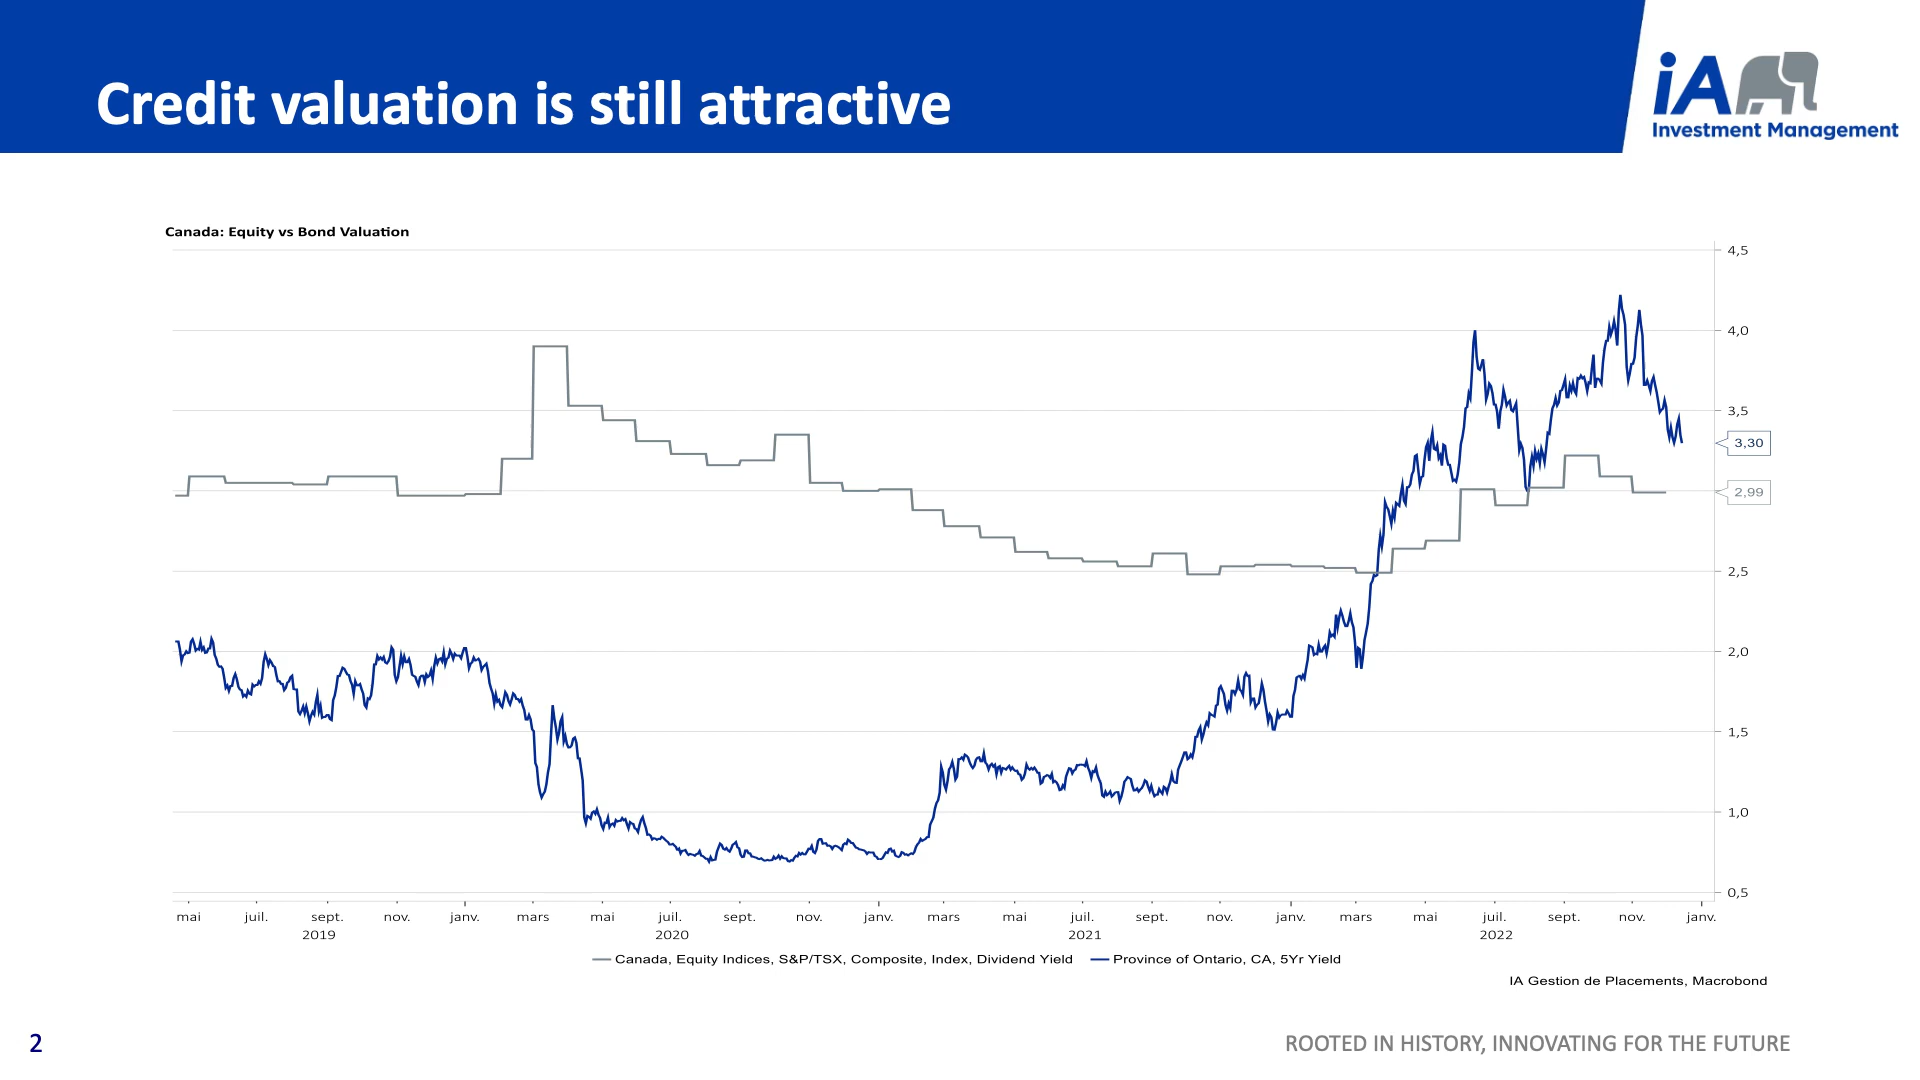 Credit valuation is still attractive
iA
Investment Management
Canada: Equity vs Bond Valuation
4,5
4,0
3,5
3,30
2,99
2,5
2,0
1,5
1,0
0,5
mai juil. sept. nov. janv. mars mai juil. sept. nov. janv. mars mai juil. sept. nov. janv. mars mai juil. sept. nov. janv.
2019 2020 2021 2022
Canada, Equity Indices, S&P/TSX, Composite, Index, Dividend Yield Province of Ontario, CA, 5Yr Yield
IA Gestion de Placements, Macrobond
2 ROOTED IN HISTORY, INNOVATING FOR THE FUTURE